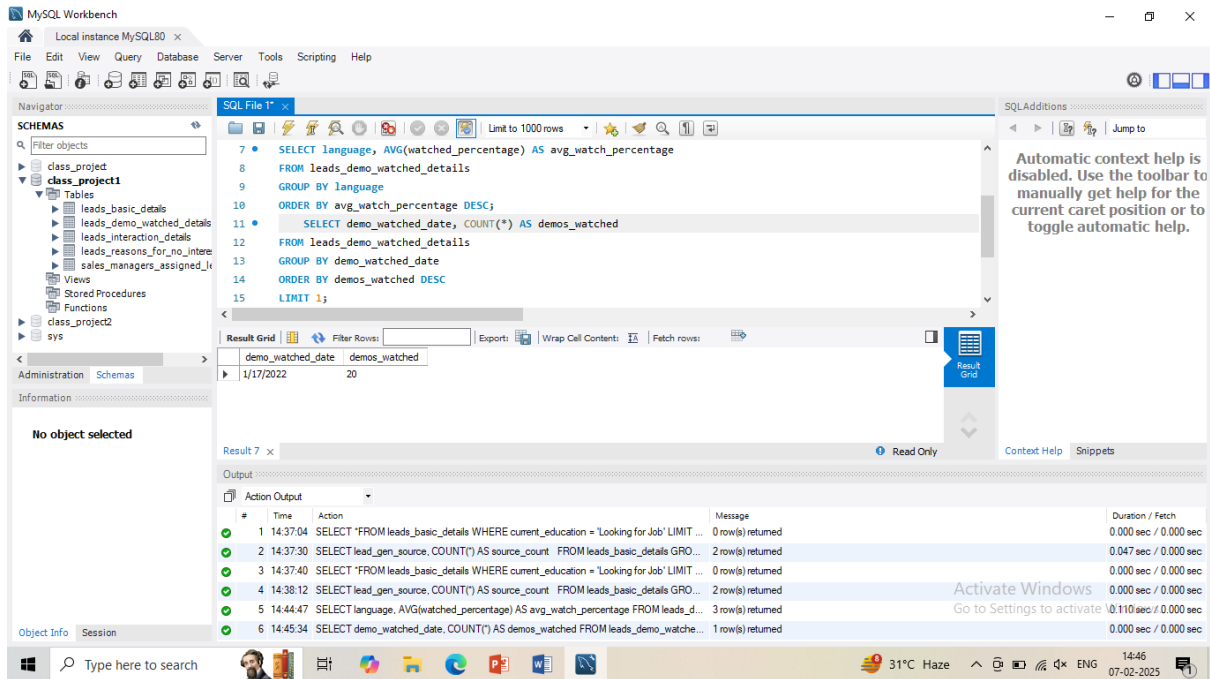 MySQL Workbench
Local instance MySQL80
File Edit View Query Database Server Tools Scripting Help
Navigator
SCHEMAS
Filter objects
class_project
class_project1
Tables
leads_basic_details
leads_demo_watched_details
leads_interaction_details
leads_reasons_for_no_intere
sales_managers_assigned_le
Views
Stored Procedures
Functions
class_project2
sys
Administration Schemas
Information
No object selected
Object Info Session
SQL File 1*
Limit to 1000 rows
7 SELECT language, AVG(watched_percentage) AS avg_watch_percentage
8 FROM leads_demo_watched_details
9 GROUP BY language
10 ORDER BY avg_watch_percentage DESC;
11 SELECT demo_watched_date, COUNT(*) AS demos_watched
12 FROM leads_demo_watched_details
13 GROUP BY demo_watched_date
14 ORDER BY demos_watched DESC
15 LIMIT 1;
Result Grid Filter Rows: Export: Wrap Cell Content: Fetch rows:
demo_watched_date demos_watched
1/17/2022 20
Result Grid
Result 7
Read Only
SQLAdditions
Jump to
Automatic context help is
disabled. Use the toolbar to
manually get help for the
current caret position or to
toggle automatic help.
Context Help Snippets
Output
Action Output
# Time Action Message Duration / Fetch
1 14:37:04 SELECT *FROM leads_basic_details WHERE current_education = 'Looking for Job' LIMIT ... 0 row(s) returned 0.000 sec / 0.000 sec
2 14:37:30 SELECT lead_gen_source, COUNT(*) AS source_count FROM leads_basic_details GRO... 2 row(s) returned 0.047 sec / 0.000 sec
3 14:37:40 SELECT *FROM leads_basic_details WHERE current_education = 'Looking for Job' LIMIT ... 0 row(s) returned 0.000 sec / 0.000 sec
4 14:38:12 SELECT lead_gen_source, COUNT(*) AS source_count FROM leads_basic_details GRO... 2 row(s) returned 0.000 sec / 0.000 sec
5 14:44:47 SELECT language, AVG(watched_percentage) AS avg_watch_percentage FROM leads_d... 3 row(s) returned 0.110 sec / 0.000 sec
6 14:45:34 SELECT demo_watched_date, COUNT(*) AS demos_watched FROM leads_demo_watche... 1 row(s) returned 0.000 sec / 0.000 sec
Activate Windows
Go to Settings to activate Windows.
Type here to search
31°C Haze
ENG
14:46
07-02-2025
1